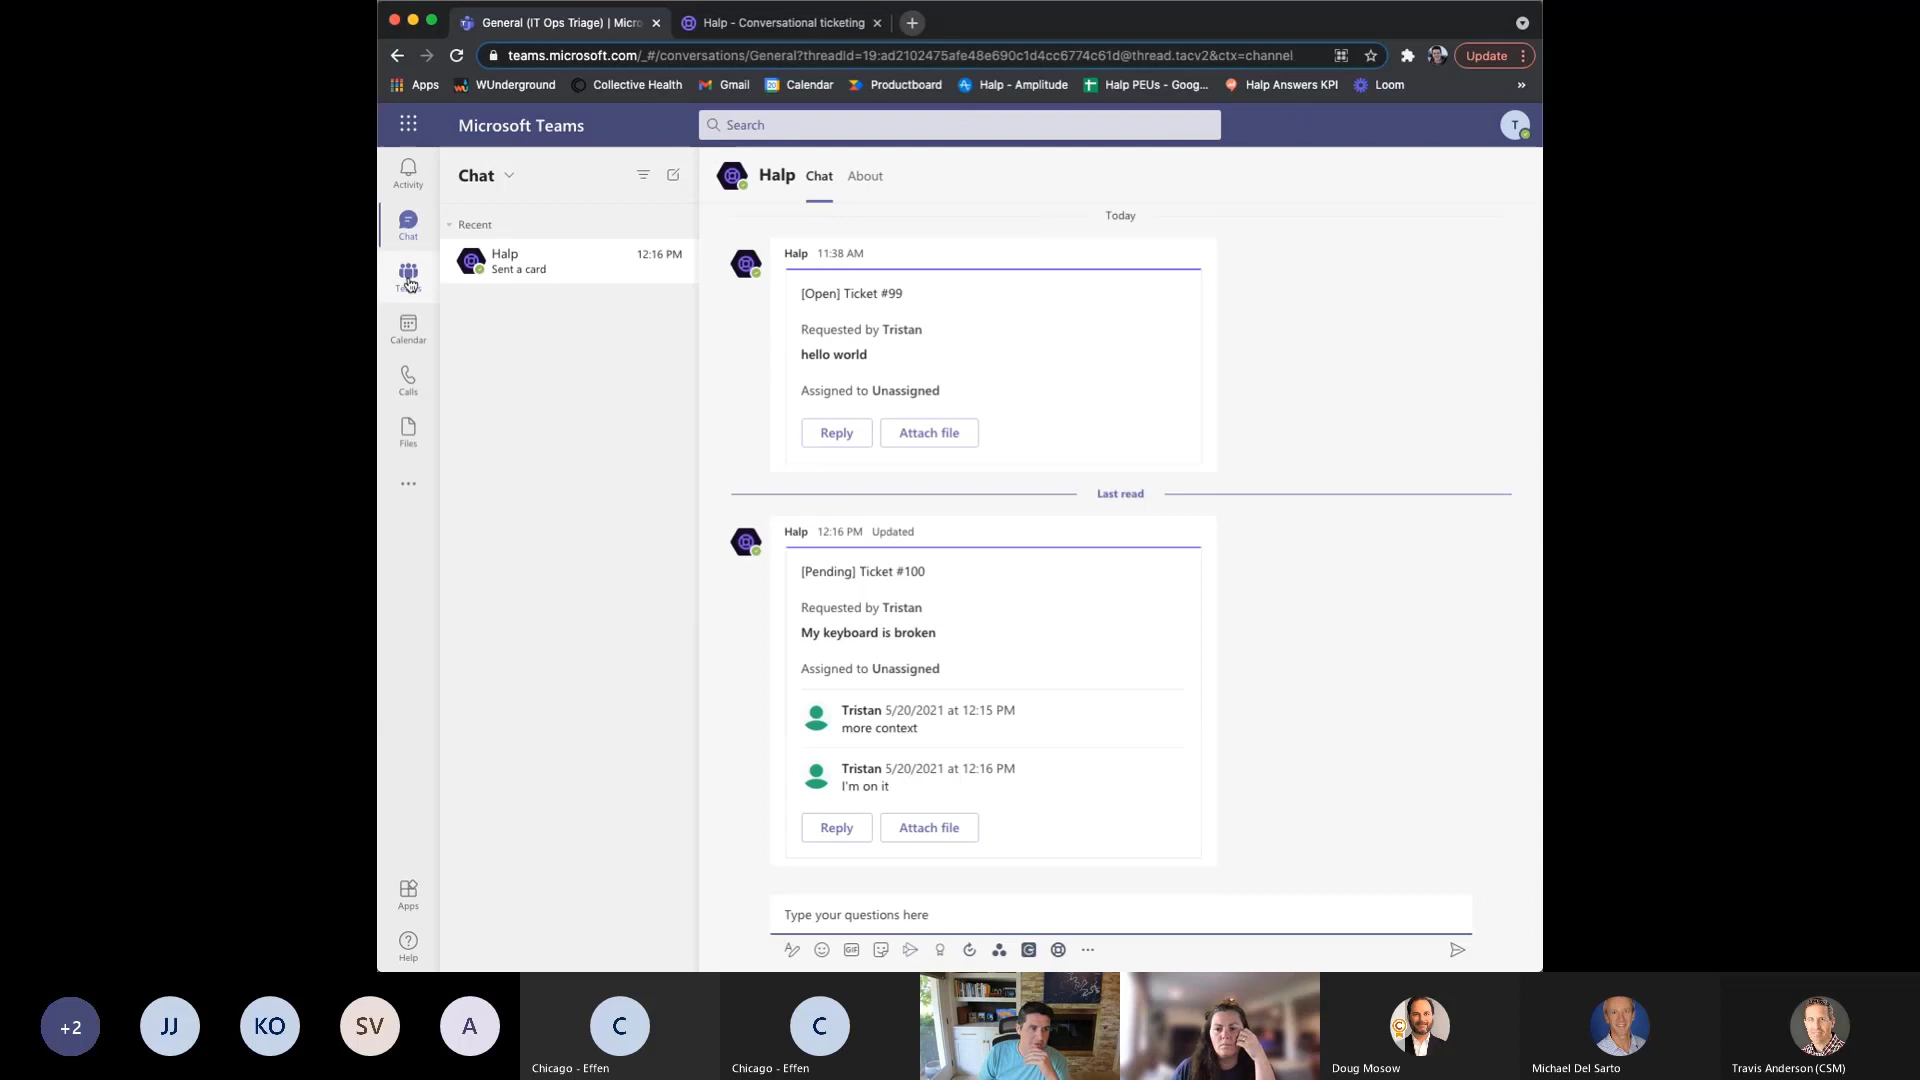 General (IT Ops Triage) | Micro
Halp - Conversational ticketing
teams.microsoft.com/_#/conversations/General?threadId=19:ad2102475afe48e690c1d4cc6774c61d@thread.tacv2&ctx=channel
Update
Apps
WUnderground
Collective Health
Gmail
Calendar
Productboard
Halp - Amplitude
Halp PEUs - Goog...
Halp Answers KPI
Loom
»
Microsoft Teams
Search
T
Activity
Chat
Teams
Calendar
Calls
Files
Apps
Help
Chat
Recent
Halp 12:16 PM
Sent a card
Halp Chat About
Today
Halp 11:38 AM
[Open] Ticket #99
Requested by Tristan
hello world
Assigned to Unassigned
Reply Attach file
Last read
Halp 12:16 PM Updated
[Pending] Ticket #100
Requested by Tristan
My keyboard is broken
Assigned to Unassigned
Tristan 5/20/2021 at 12:15 PM
more context
Tristan 5/20/2021 at 12:16 PM
I'm on it
Reply Attach file
Type your questions here
GIF
+2 JJ KO SV A C C
Chicago - Effen
Chicago - Effen
Doug Mosow
Michael Del Sarto
Travis Anderson (CSM)